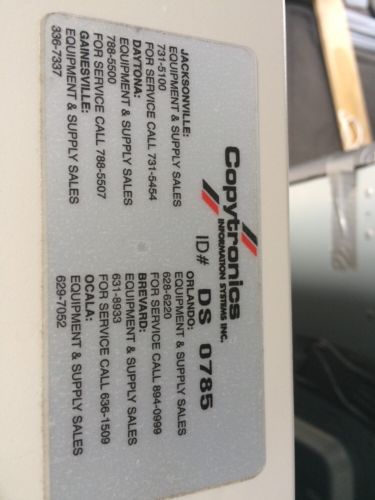 Copytronics
INFORMATION SYSTEMS INC.
ID# DS 0785
JACKSONVILLE:
EQUIPMENT & SUPPLY SALES
731-5100
FOR SERVICE CALL 731-5454
DAYTONA:
EQUIPMENT & SUPPLY SALES
788-5500
FOR SERVICE CALL 788-5507
GAINESVILLE:
EQUIPMENT & SUPPLY SALES
336-7337
ORLANDO:
EQUIPMENT & SUPPLY SALES
628-6220
FOR SERVICE CALL 894-0999
BREVARD:
EQUIPMENT & SUPPLY SALES
631-8933
FOR SERVICE CALL 636-1509
OCALA:
EQUIPMENT & SUPPLY SALES
629-7052